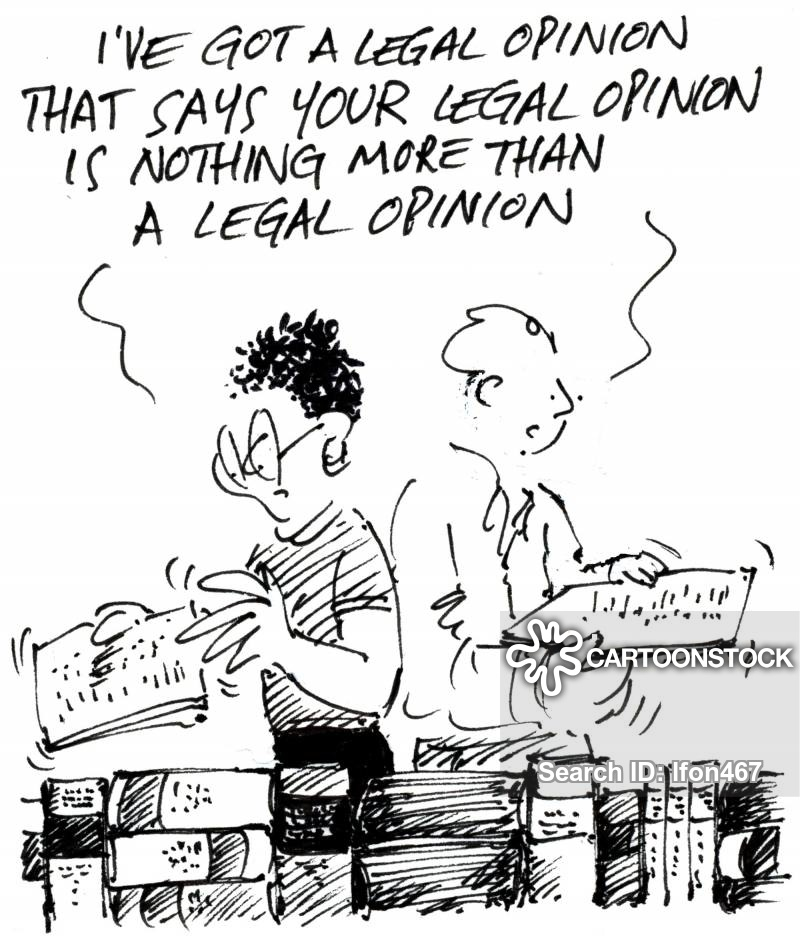 I'VE GOT A LEGAL OPINION
THAT SAYS YOUR LEGAL OPINION
IS NOTHING MORE THAN
A LEGAL OPINION
CARTOONSTOCK
Search ID: lfon467